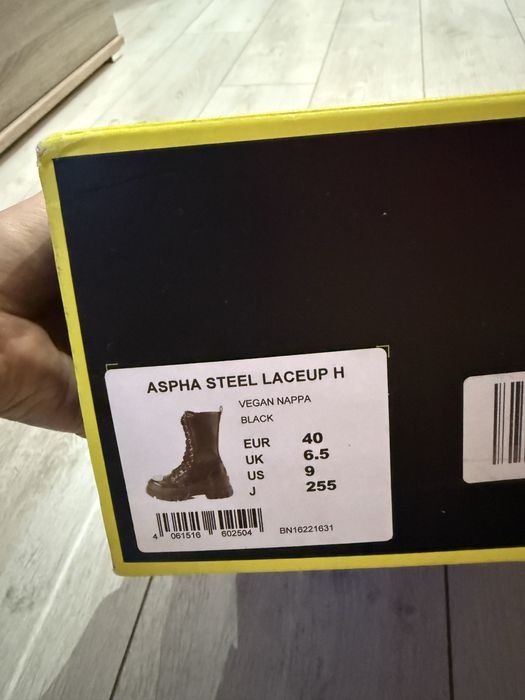 ASPHA STEEL LACEUP H
VEGAN NAPPA
BLACK
EUR 40
UK 6.5
US 9
J 255
4 061516 602504
BN16221631